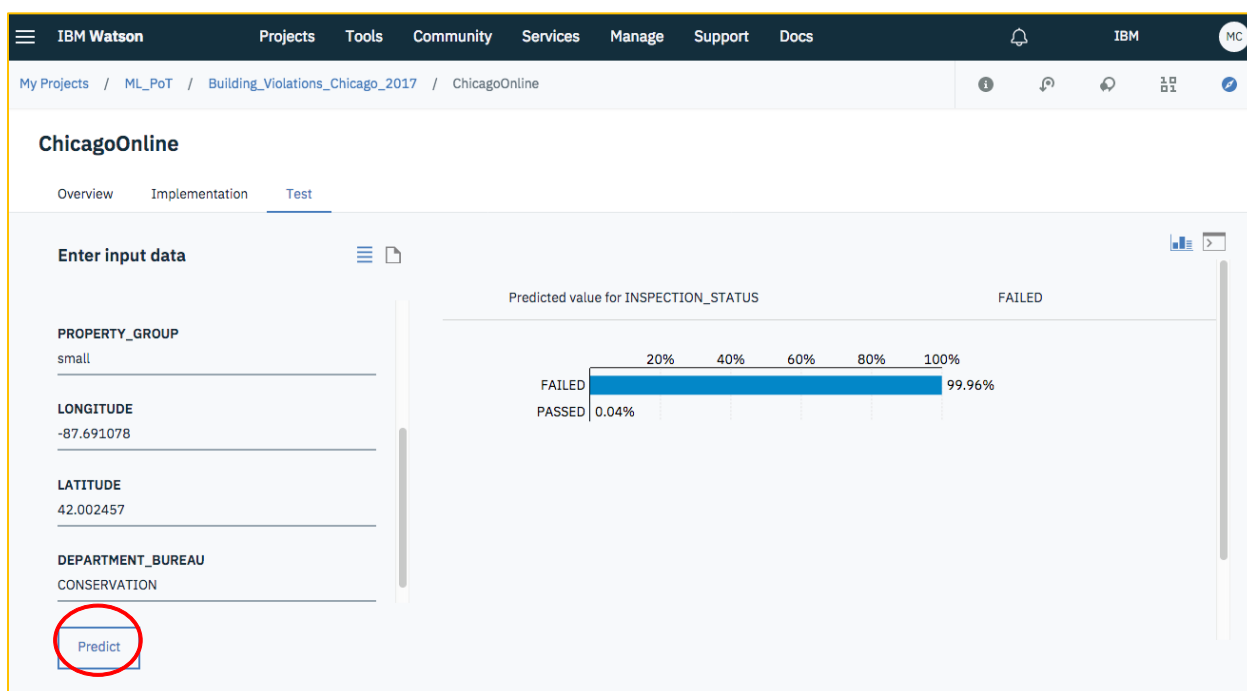 IBM Watson Projects Tools Community Services Manage Support Docs IBM MC
My Projects / ML_PoT / Building_Violations_Chicago_2017 / ChicagoOnline
ChicagoOnline
Overview Implementation Test
Enter input data
Predicted value for INSPECTION_STATUS FAILED
PROPERTY_GROUP
small
20% 40% 60% 80% 100%
FAILED 99.96%
PASSED 0.04%
LONGITUDE
-87.691078
LATITUDE
42.002457
DEPARTMENT_BUREAU
CONSERVATION
Predict